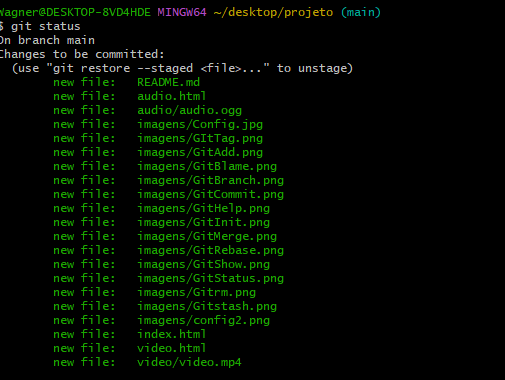 Wagner@DESKTOP-8VD4HDE MINGW64 ~/desktop/projeto (main)
$ git status
On branch main
Changes to be committed:
  (use "git restore --staged <file>..." to unstage)
        new file:   README.md
        new file:   audio.html
        new file:   audio/audio.ogg
        new file:   imagens/Config.jpg
        new file:   imagens/GItTag.png
        new file:   imagens/GitAdd.png
        new file:   imagens/GitBlame.png
        new file:   imagens/GitBranch.png
        new file:   imagens/GitCommit.png
        new file:   imagens/GitHelp.png
        new file:   imagens/GitInit.png
        new file:   imagens/GitMerge.png
        new file:   imagens/GitRebase.png
        new file:   imagens/GitShow.png
        new file:   imagens/GitStatus.png
        new file:   imagens/Gitrm.png
        new file:   imagens/Gitstash.png
        new file:   imagens/config2.png
        new file:   index.html
        new file:   video.html
        new file:   video/video.mp4